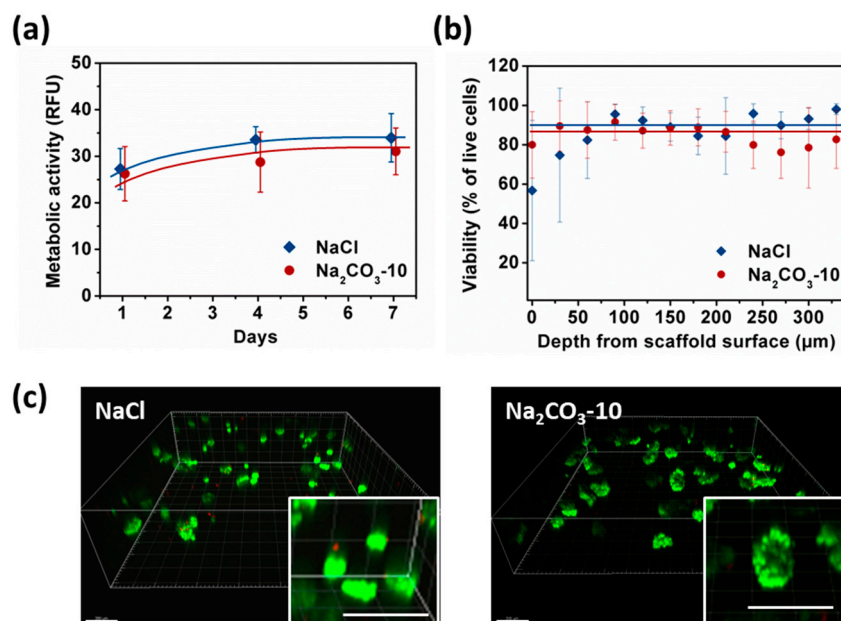 (a)
50
40
30
20
10
0
Metabolic activity (RFU)
NaCl
Na₂CO₃-10
1 2 3 4 5 6 7
Days
(b)
120
100
80
60
40
20
Viability (% of live cells)
NaCl
Na₂CO₃-10
0 50 100 150 200 250 300
Depth from scaffold surface (µm)
(c)
NaCl
Na₂CO₃-10